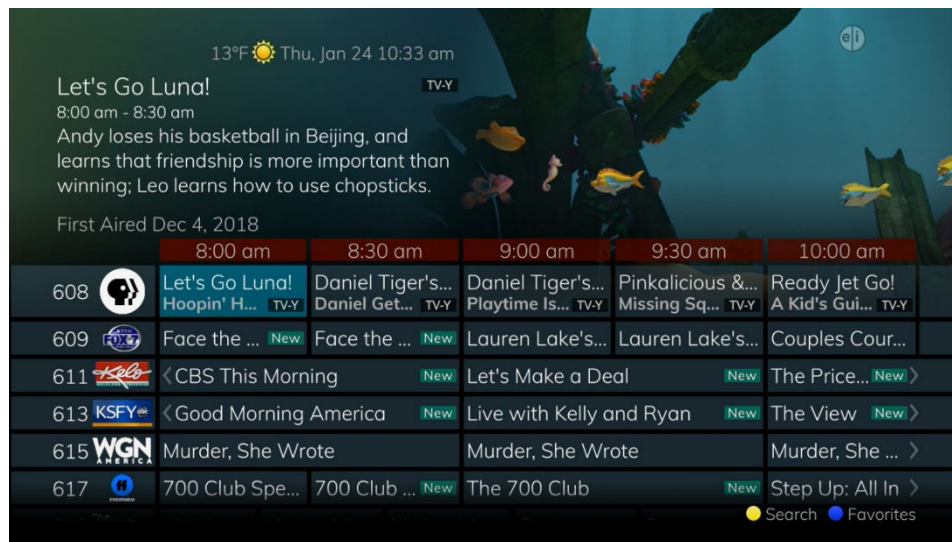 13°F Thu, Jan 24 10:33 am
Let's Go Luna! TV-Y
8:00 am - 8:30 am
Andy loses his basketball in Beijing, and
learns that friendship is more important than
winning; Leo learns how to use chopsticks.
First Aired Dec 4, 2018
8:00 am 8:30 am 9:00 am 9:30 am 10:00 am
608 Let's Go Luna! Daniel Tiger's... Daniel Tiger's... Pinkalicious &... Ready Jet Go!
Hoopin' H... TV-Y Daniel Get... TV-Y Playtime Is... TV-Y Missing Sq... TV-Y A Kid's Gui... TV-Y
609 FOX 7 Face the ... New Face the ... New Lauren Lake's... Lauren Lake's... Couples Cour...
611 Kelo CBS This Morning New Let's Make a Deal New The Price... New
613 KSFY Good Morning America New Live with Kelly and Ryan New The View New
615 WGN AMERICA Murder, She Wrote Murder, She Wrote Murder, She ...
617 700 Club Spe... 700 Club ... New The 700 Club New Step Up: All In
Search Favorites